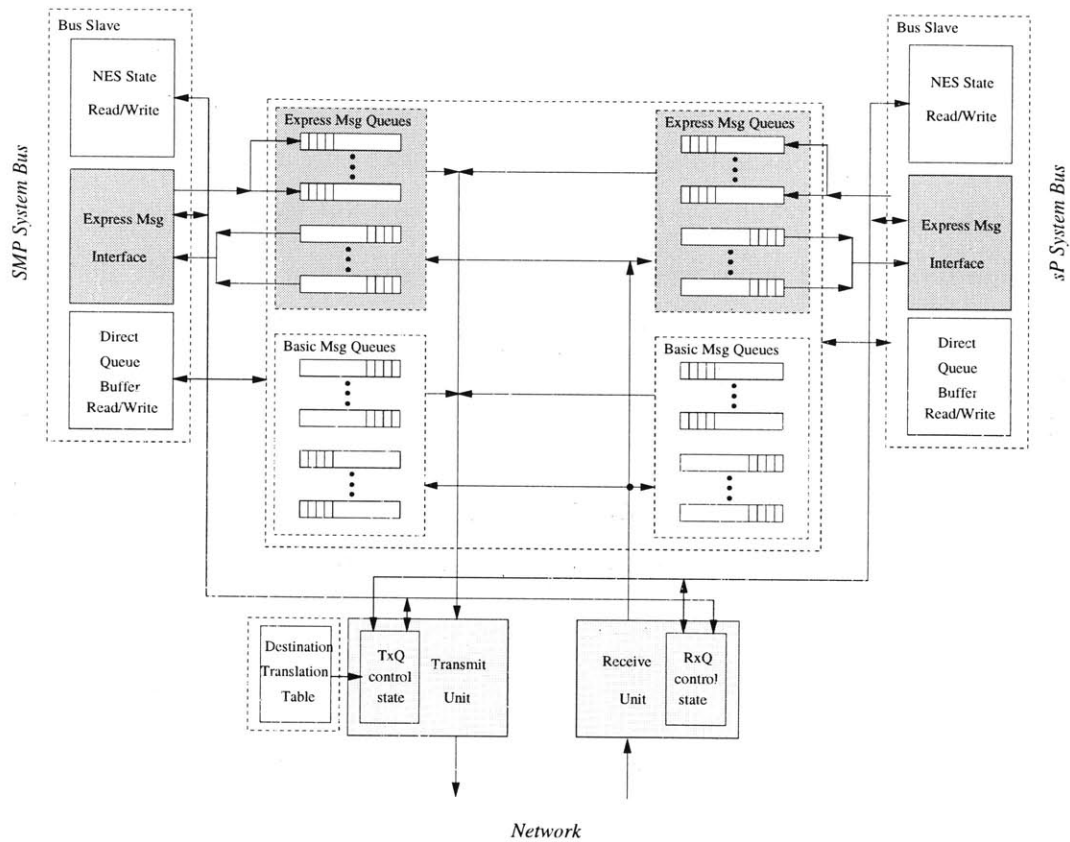 SMP System Bus
Bus Slave
NES State
Read/Write
Express Msg
Interface
Direct
Queue
Buffer
Read/Write
Express Msg Queues
Basic Msg Queues
Express Msg Queues
Basic Msg Queues
Bus Slave
NES State
Read/Write
Express Msg
Interface
Direct
Queue
Buffer
Read/Write
sP System Bus
Destination
Translation
Table
TxQ
control
state
Transmit
Unit
Receive
Unit
RxQ
control
state
Network